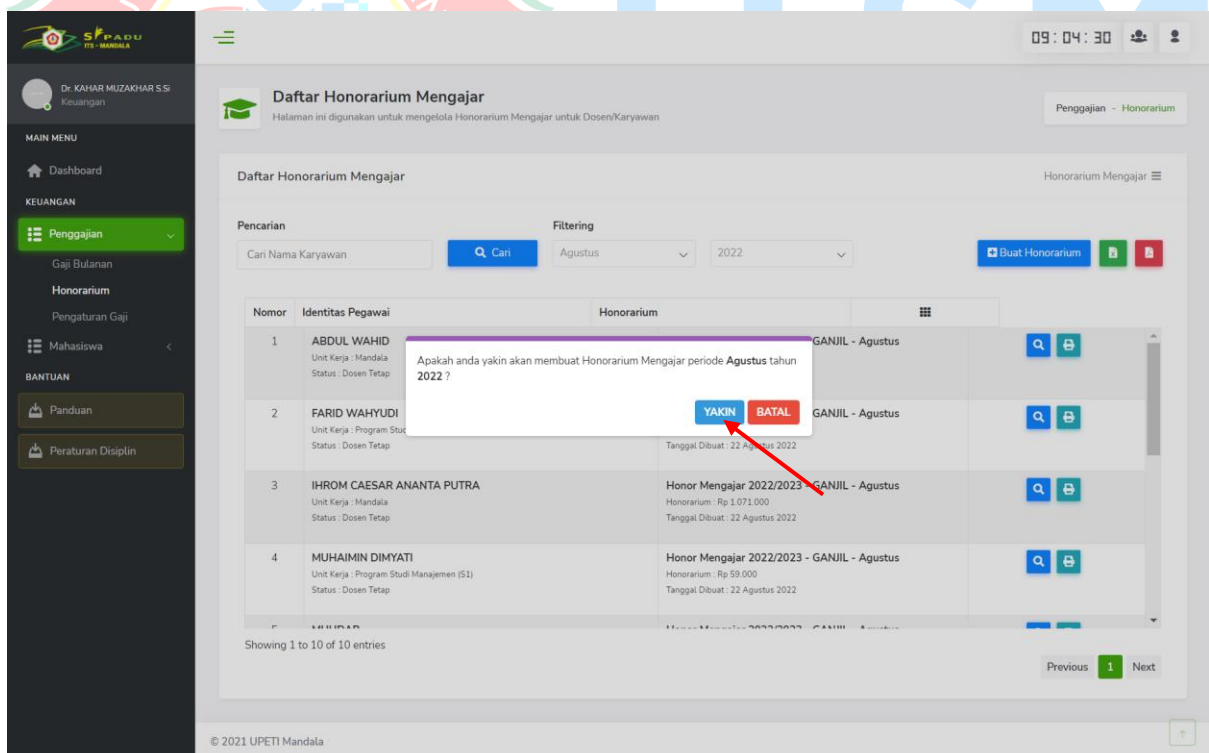 SIPADU
ITS - MANDALA
09:04:30
Dr. KAHAR MUZAKHAR S.Si
Keuangan
MAIN MENU
Dashboard
KEUANGAN
Penggajian
Gaji Bulanan
Honorarium
Pengaturan Gaji
Mahasiswa
BANTUAN
Panduan
Peraturan Disiplin
Daftar Honorarium Mengajar
Halaman ini digunakan untuk mengelola Honorarium Mengajar untuk Dosen/Karyawan
Penggajian - Honorarium
Daftar Honorarium Mengajar
Honorarium Mengajar
Pencarian
Filtering
Cari Nama Karyawan
Cari
Agustus
2022
Buat Honorarium
Nomor Identitas Pegawai Honorarium
1 ABDUL WAHID GANJIL - Agustus
Unit Kerja : Mandala
Status : Dosen Tetap
Apakah anda yakin akan membuat Honorarium Mengajar periode Agustus tahun
2022 ?
YAKIN BATAL
2 FARID WAHYUDI GANJIL - Agustus
Unit Kerja : Program
Status : Dosen Tetap
Tanggal Dibuat : 22 Agustus 2022
3 IHROM CAESAR ANANTA PUTRA Honor Mengajar 2022/2023 - GANJIL - Agustus
Unit Kerja : Mandala Honorarium : Rp 1.071.000
Status : Dosen Tetap Tanggal Dibuat : 22 Agustus 2022
4 MUHAIMIN DIMYATI Honor Mengajar 2022/2023 - GANJIL - Agustus
Unit Kerja : Program Studi Manajemen (S1) Honorarium : Rp 59.000
Status : Dosen Tetap Tanggal Dibuat : 22 Agustus 2022
Showing 1 to 10 of 10 entries
Previous 1 Next
© 2021 UPETI Mandala